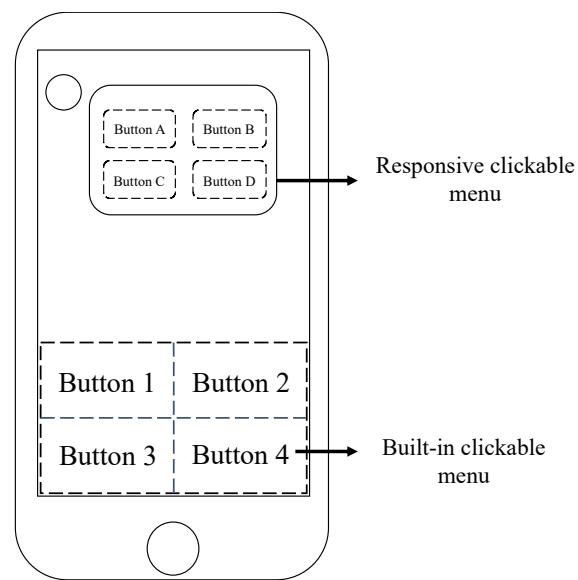 Button A
Button B
Button C
Button D
Responsive clickable
menu
Button 1
Button 2
Button 3
Button 4
Built-in clickable
menu